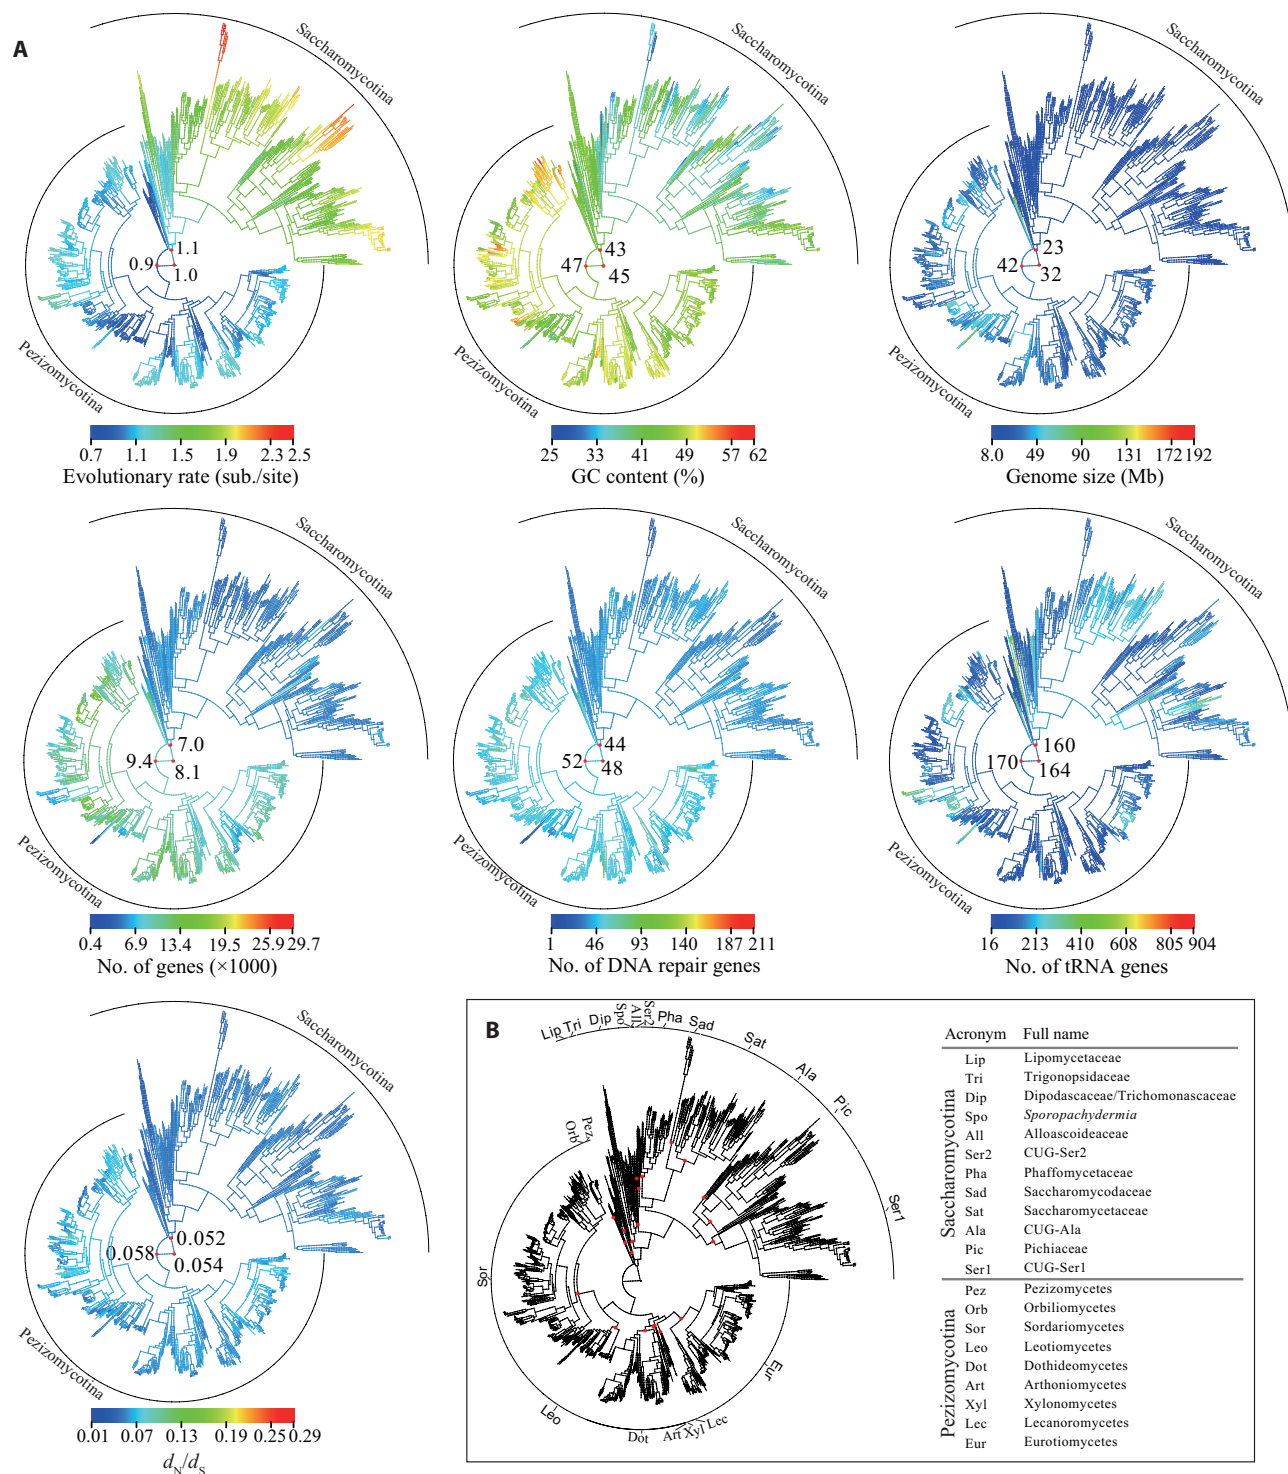 A
Saccharomycotina
Pezizomycotina
1.1
0.9
1.0
0.7 1.1 1.5 1.9 2.3 2.5
Evolutionary rate (sub./site)
Saccharomycotina
Pezizomycotina
43
47
45
25 33 41 49 57 62
GC content (%)
Saccharomycotina
Pezizomycotina
23
42
32
8.0 49 90 131 172 192
Genome size (Mb)
Saccharomycotina
Pezizomycotina
7.0
9.4
8.1
0.4 6.9 13.4 19.5 25.9 29.7
No. of genes (×1000)
Saccharomycotina
Pezizomycotina
44
52
48
1 46 93 140 187 211
No. of DNA repair genes
Saccharomycotina
Pezizomycotina
160
170
164
16 213 410 608 805 904
No. of tRNA genes
Saccharomycotina
Pezizomycotina
0.052
0.058
0.054
0.01 0.07 0.13 0.19 0.25 0.29
dN/dS
B
Lip Tri Dip Spo All Ser2 Pha Sad Sat Ala Pic Ser1
Pez
Orb
Sor
Leo
Dot
Art
Xyl
Lec
Eur
Acronym Full name
Saccharomycotina
Lip Lipomycetaceae
Tri Trigonopsidaceae
Dip Dipodascaceae/Trichomonascaceae
Spo Sporopachydermia
All Alloascoideaceae
Ser2 CUG-Ser2
Pha Phaffomycetaceae
Sad Saccharomycodaceae
Sat Saccharomycetaceae
Ala CUG-Ala
Pic Pichiaceae
Ser1 CUG-Ser1
Pezizomycotina
Pez Pezizomycetes
Orb Orbiliomycetes
Sor Sordariomycetes
Leo Leotiomycetes
Dot Dothideomycetes
Art Arthoniomycetes
Xyl Xylonomycetes
Lec Lecanoromycetes
Eur Eurotiomycetes